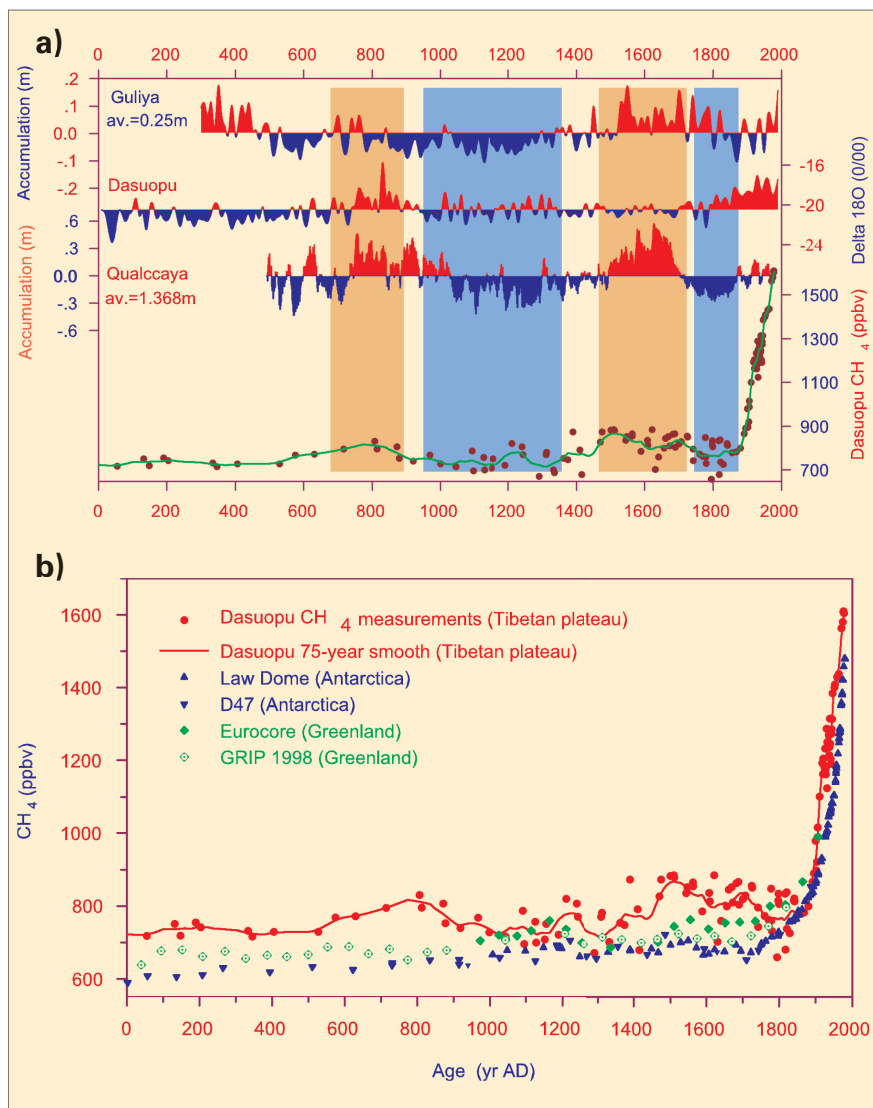 a)
0 200 400 600 800 1000 1200 1400 1600 1800 2000
Accumulation (m)
.2
.1
0.0
-.1
-.2
Guliya
av.=0.25m
Dasuopu
Accumulation (m)
.6
.3
0.0
-.3
-.6
Qualccaya
av.=1.368m
Delta 18O (0/00)
-16
-20
-24
Dasuopu CH 4 (ppbv)
1500
1300
1100
900
700
0 200 400 600 800 1000 1200 1400 1600 1800 2000
b)
CH 4 (ppbv)
1600
1400
1200
1000
800
600
Dasuopu CH 4 measurements (Tibetan plateau)
Dasuopu 75-year smooth (Tibetan plateau)
Law Dome (Antarctica)
D47 (Antarctica)
Eurocore (Greenland)
GRIP 1998 (Greenland)
0 200 400 600 800 1000 1200 1400 1600 1800 2000
Age (yr AD)